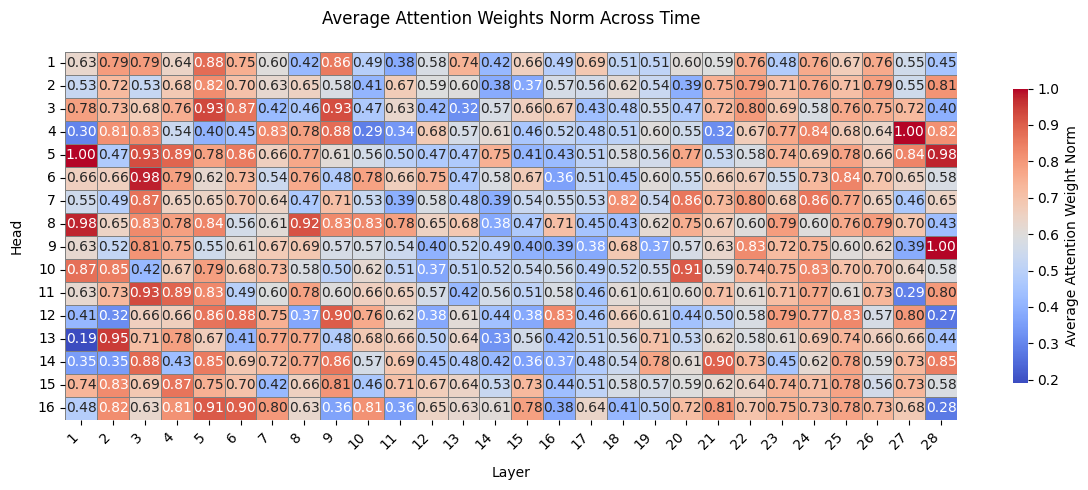 Average Attention Weights Norm Across Time
Head
1 0.63 0.79 0.79 0.64 0.88 0.75 0.60 0.42 0.86 0.49 0.38 0.58 0.74 0.42 0.66 0.49 0.69 0.51 0.51 0.60 0.59 0.76 0.48 0.76 0.67 0.76 0.55 0.45
2 0.53 0.72 0.53 0.68 0.82 0.70 0.63 0.65 0.58 0.41 0.67 0.59 0.60 0.38 0.37 0.57 0.56 0.62 0.54 0.39 0.75 0.79 0.71 0.76 0.71 0.79 0.55 0.81
3 0.78 0.73 0.68 0.76 0.93 0.87 0.42 0.46 0.93 0.47 0.63 0.42 0.32 0.57 0.66 0.67 0.43 0.48 0.55 0.47 0.72 0.80 0.69 0.58 0.76 0.75 0.72 0.40
4 0.30 0.81 0.83 0.54 0.40 0.45 0.83 0.78 0.88 0.29 0.34 0.68 0.57 0.61 0.46 0.52 0.48 0.51 0.60 0.55 0.32 0.67 0.77 0.84 0.68 0.64 1.00 0.82
5 1.00 0.47 0.93 0.89 0.78 0.86 0.66 0.77 0.61 0.56 0.50 0.47 0.47 0.75 0.41 0.43 0.51 0.58 0.56 0.77 0.53 0.58 0.74 0.69 0.78 0.66 0.84 0.98
6 0.66 0.66 0.98 0.79 0.62 0.73 0.54 0.76 0.48 0.78 0.66 0.75 0.47 0.58 0.67 0.36 0.51 0.45 0.60 0.55 0.66 0.67 0.55 0.73 0.84 0.70 0.65 0.58
7 0.55 0.49 0.87 0.65 0.65 0.70 0.64 0.47 0.71 0.53 0.39 0.58 0.48 0.39 0.54 0.55 0.53 0.82 0.54 0.86 0.73 0.80 0.68 0.86 0.77 0.65 0.46 0.65
8 0.98 0.65 0.83 0.78 0.84 0.56 0.61 0.92 0.83 0.83 0.78 0.65 0.68 0.38 0.47 0.71 0.45 0.43 0.62 0.75 0.67 0.60 0.79 0.60 0.76 0.79 0.70 0.43
9 0.63 0.52 0.81 0.75 0.55 0.61 0.67 0.69 0.57 0.57 0.54 0.40 0.52 0.49 0.40 0.39 0.38 0.68 0.37 0.57 0.63 0.83 0.72 0.75 0.60 0.62 0.39 1.00
10 0.87 0.85 0.42 0.67 0.79 0.68 0.73 0.58 0.50 0.62 0.51 0.37 0.51 0.52 0.54 0.56 0.49 0.52 0.55 0.91 0.59 0.74 0.75 0.83 0.70 0.70 0.64 0.58
11 0.63 0.73 0.93 0.89 0.83 0.49 0.60 0.78 0.60 0.66 0.65 0.57 0.42 0.56 0.51 0.58 0.46 0.61 0.61 0.60 0.71 0.61 0.71 0.77 0.61 0.73 0.29 0.80
12 0.41 0.32 0.66 0.66 0.86 0.88 0.75 0.37 0.90 0.76 0.62 0.38 0.61 0.44 0.38 0.83 0.46 0.66 0.61 0.44 0.50 0.58 0.79 0.77 0.83 0.57 0.80 0.27
13 0.19 0.95 0.71 0.78 0.67 0.41 0.77 0.77 0.48 0.68 0.66 0.50 0.64 0.33 0.56 0.42 0.51 0.56 0.71 0.53 0.62 0.58 0.61 0.69 0.74 0.66 0.66 0.44
14 0.35 0.35 0.88 0.43 0.85 0.69 0.72 0.77 0.86 0.57 0.69 0.45 0.48 0.42 0.36 0.37 0.48 0.54 0.78 0.61 0.90 0.73 0.45 0.62 0.78 0.59 0.73 0.85
15 0.74 0.83 0.69 0.87 0.75 0.70 0.42 0.66 0.81 0.46 0.71 0.67 0.64 0.53 0.73 0.44 0.51 0.58 0.57 0.59 0.62 0.64 0.74 0.71 0.78 0.56 0.73 0.58
16 0.48 0.82 0.63 0.81 0.91 0.90 0.80 0.63 0.36 0.81 0.36 0.65 0.63 0.61 0.78 0.38 0.64 0.41 0.50 0.72 0.81 0.70 0.75 0.73 0.78 0.73 0.68 0.28
1 2 3 4 5 6 7 8 9 10 11 12 13 14 15 16 17 18 19 20 21 22 23 24 25 26 27 28
Layer
1.0
0.9
0.8
0.7
0.6
0.5
0.4
0.3
0.2
Average Attention Weight Norm